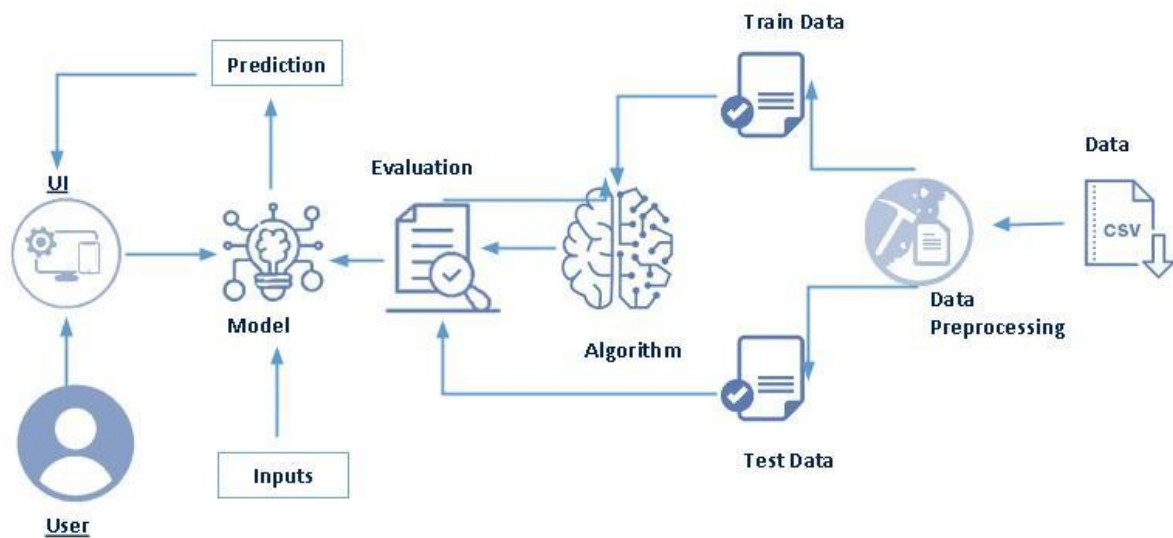 Train Data
Prediction
Data
Evaluation
UI
CSV
Data
Preprocessing
Model
Algorithm
Inputs
Test Data
User